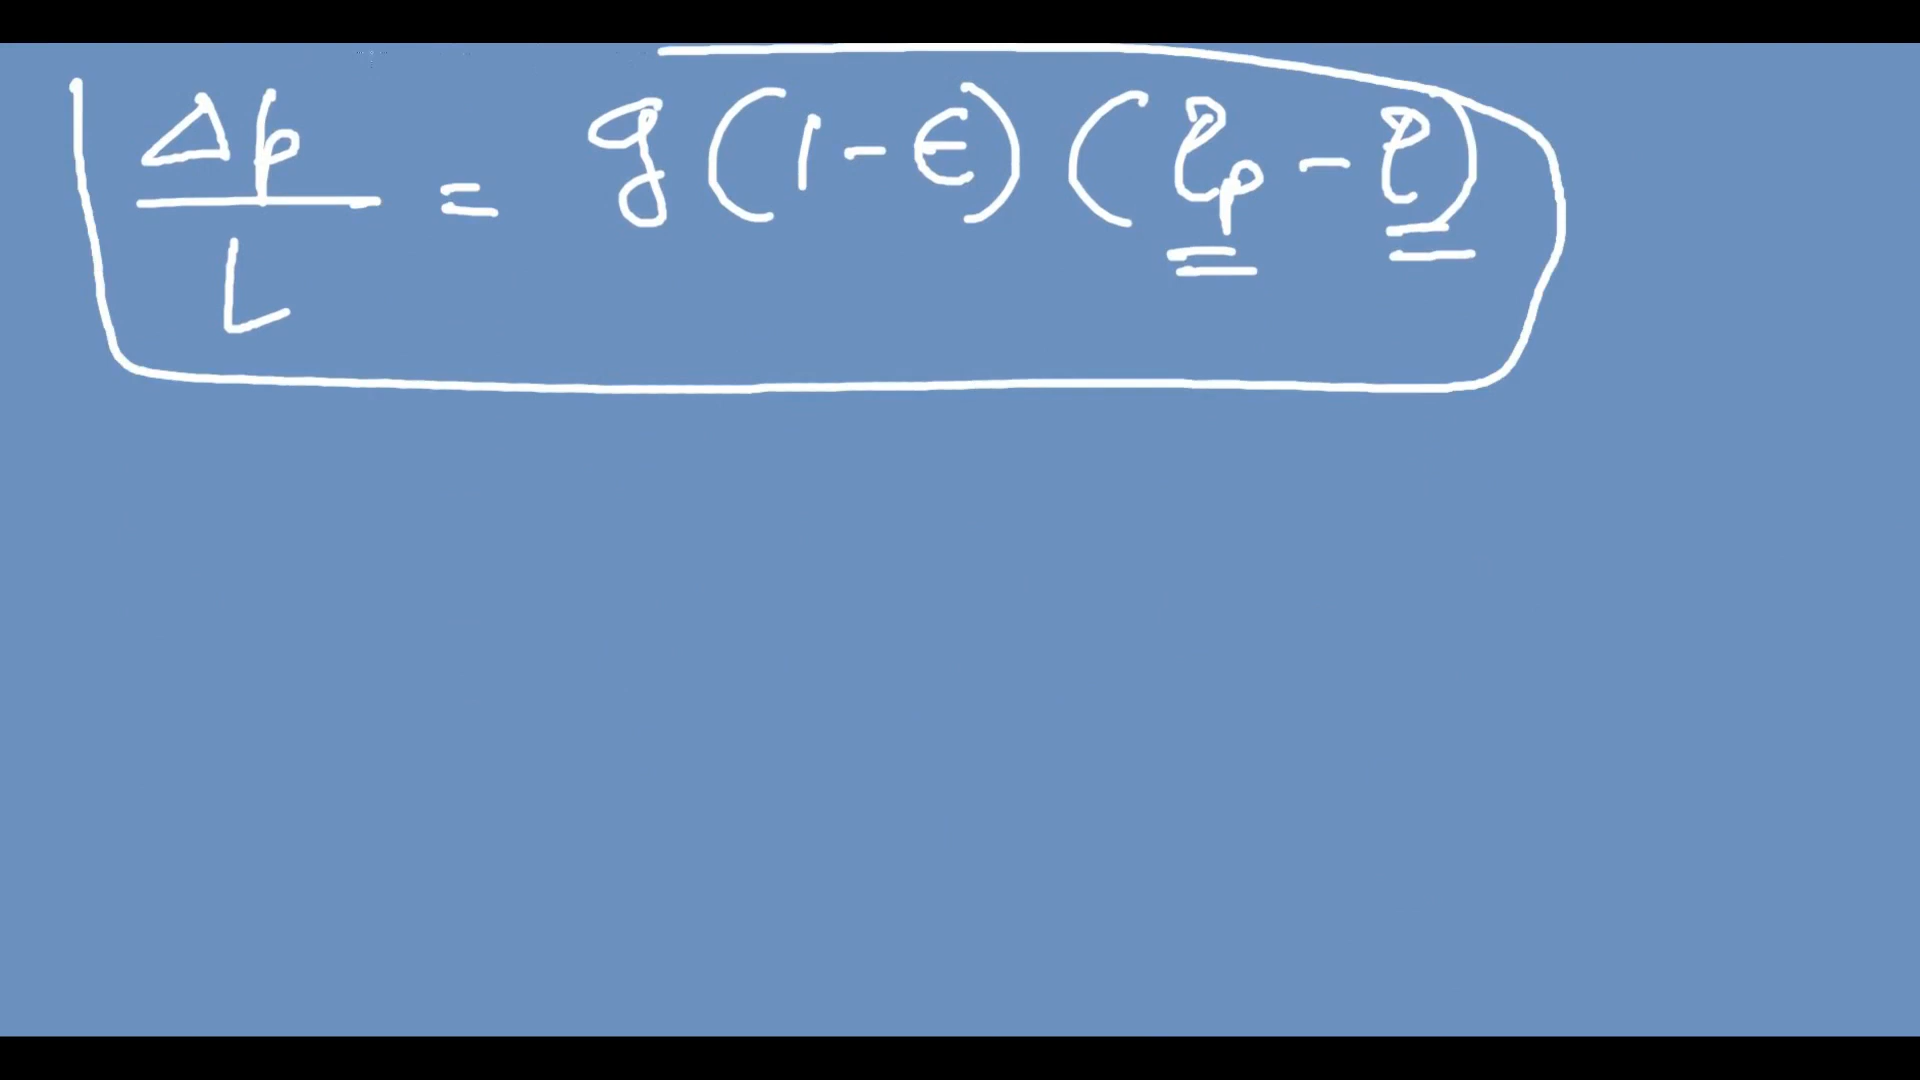 Δp/L = g(1-ϵ)(ρp-ρ)